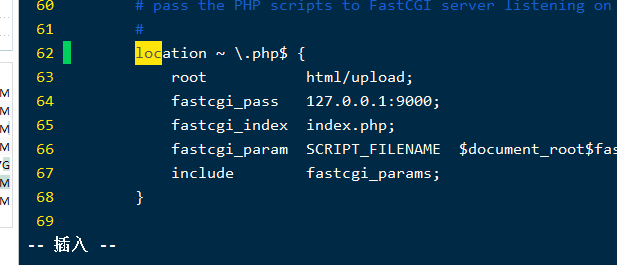 60 # pass the PHP scripts to FastCGI server listening on
61 #
62 location ~ \.php$ {
63 root html/upload;
64 fastcgi_pass 127.0.0.1:9000;
65 fastcgi_index index.php;
66 fastcgi_param SCRIPT_FILENAME $document_root$fas
67 include fastcgi_params;
68 }
69
-- 插入 --
M
M
M
M
/G
M
M